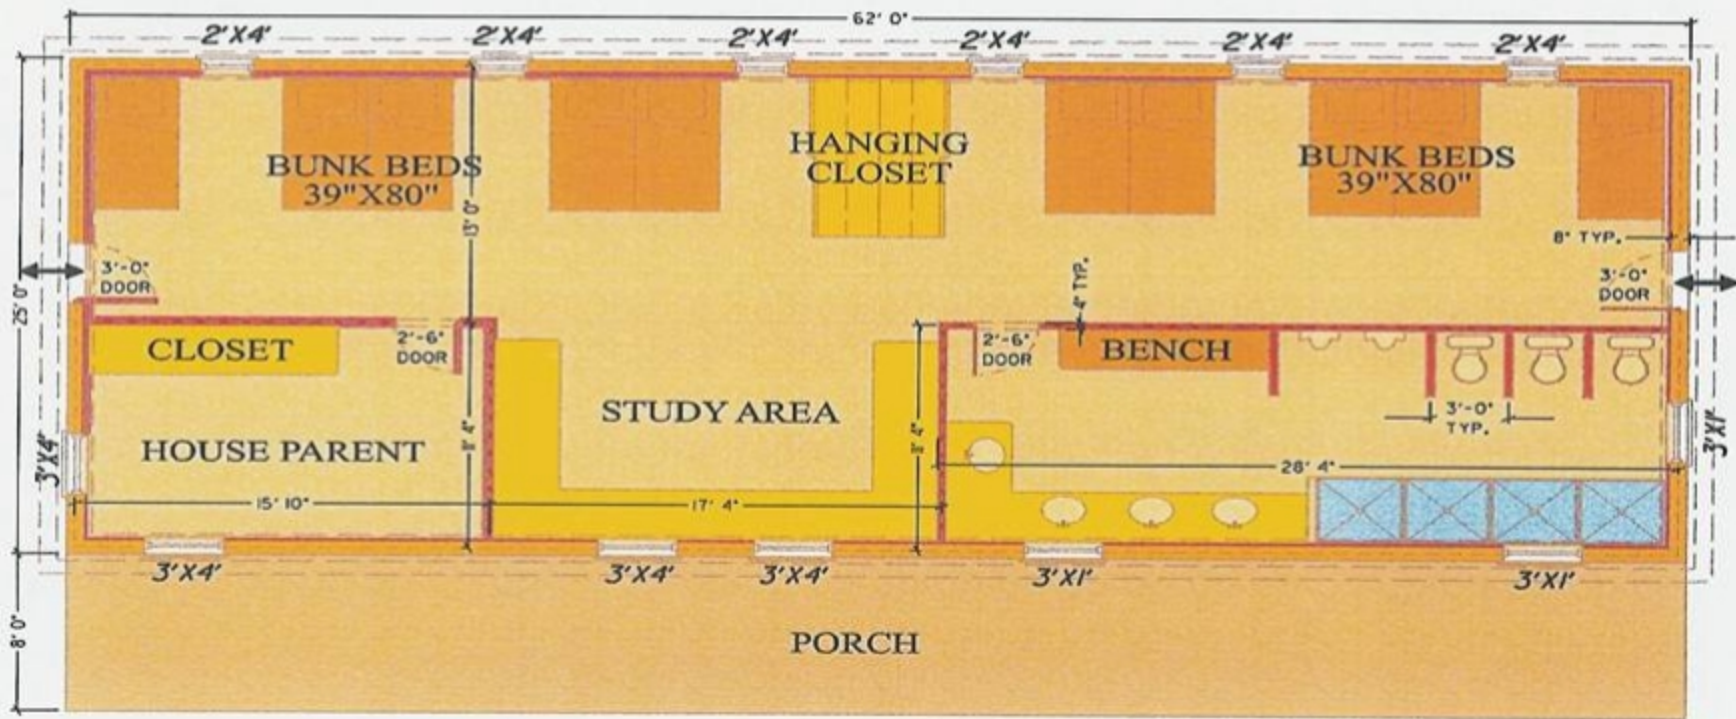 62' 0"
2'X4'
2'X4'
2'X4'
2'X4'
2'X4'
2'X4'
BUNK BEDS
39"X80"
HANGING
CLOSET
BUNK BEDS
39"X80"
13' 0"
8" TYP.
3'-0"
DOOR
3'-0"
DOOR
25' 0"
4" TYP.
CLOSET
2'-6"
DOOR
2'-6"
DOOR
BENCH
STUDY AREA
3'-0"
TYP.
HOUSE PARENT
11' 4"
11' 4"
3'X4'
3'X1'
28' 4"
15' 10"
17' 4"
3'X4'
3'X4'
3'X4'
3'X1'
3'X1'
8' 0"
PORCH